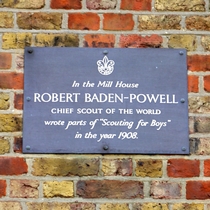 In the Mill House
ROBERT BADEN-POWELL
CHIEF SCOUT OF THE WORLD
wrote parts of "Scouting for Boys"
in the year 1908.